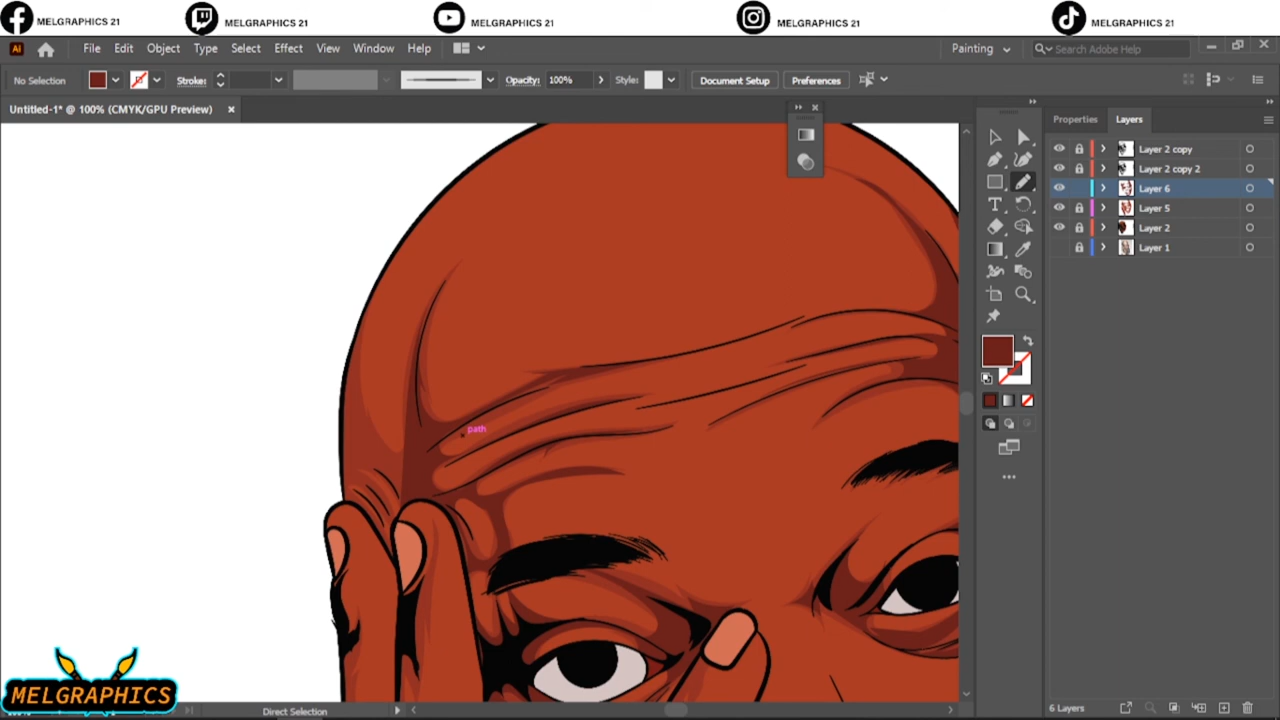 MELGRAPHICS 21
MELGRAPHICS 21
MELGRAPHICS 21
MELGRAPHICS 21
MELGRAPHICS 21
Ai File Edit Object Type Select Effect View Window Help Painting Search Adobe Help
No Selection Stroke: Opacity: 100% Style: Document Setup Preferences
Untitled-1* @ 100% (CMYK/GPU Preview)
Properties Layers
Layer 2 copy
Layer 2 copy 2
Layer 6
Layer 5
Layer 2
Layer 1
path
MELGRAPHICS
Direct Selection
6 Layers